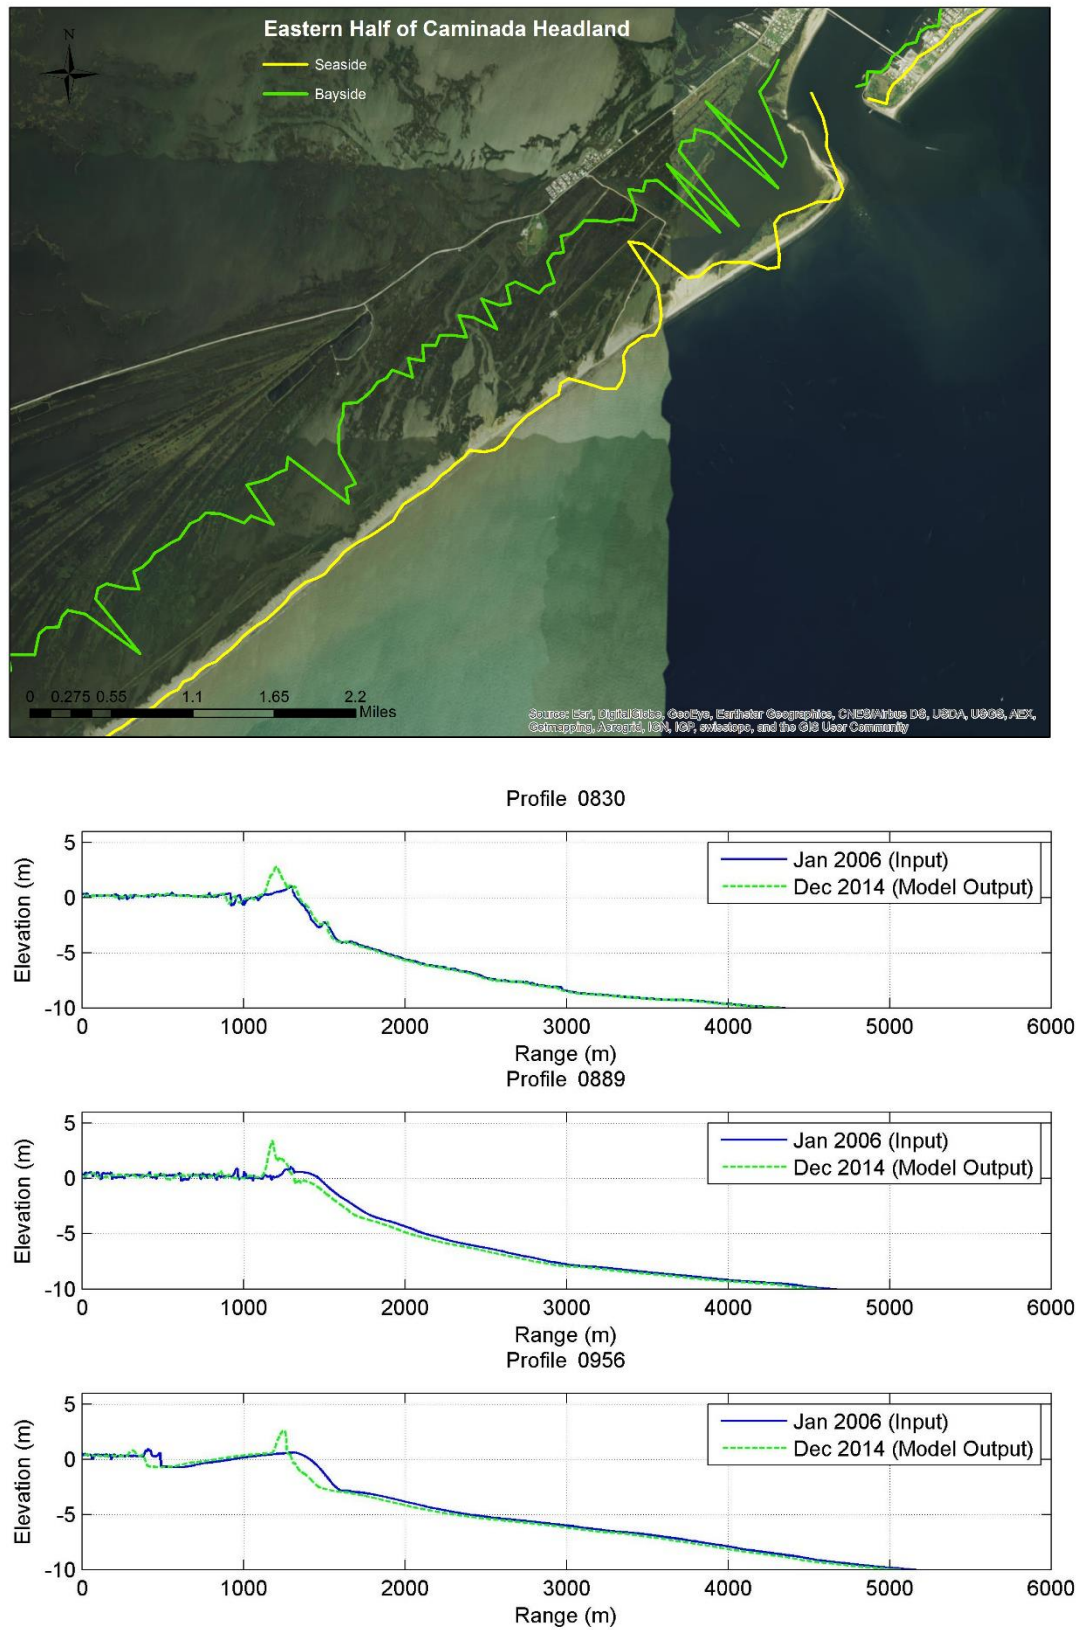 Eastern Half of Caminada Headland
N
Seaside
Bayside
0 0.275 0.55 1.1 1.65 2.2
Miles
Source: Esri, DigitalGlobe, GeoEye, Earthstar Geographics, CNES/Airbus DS, USDA, USGS, AEX,
Getmapping, Aerogrid, IGN, IGP, swisstopo, and the GIS User Community
Profile 0830
Elevation (m)
5
0
-5
-10
Jan 2006 (Input)
Dec 2014 (Model Output)
0 1000 2000 3000 4000 5000 6000
Range (m)
Profile 0889
Elevation (m)
5
0
-5
-10
Jan 2006 (Input)
Dec 2014 (Model Output)
0 1000 2000 3000 4000 5000 6000
Range (m)
Profile 0956
Elevation (m)
5
0
-5
-10
Jan 2006 (Input)
Dec 2014 (Model Output)
0 1000 2000 3000 4000 5000 6000
Range (m)